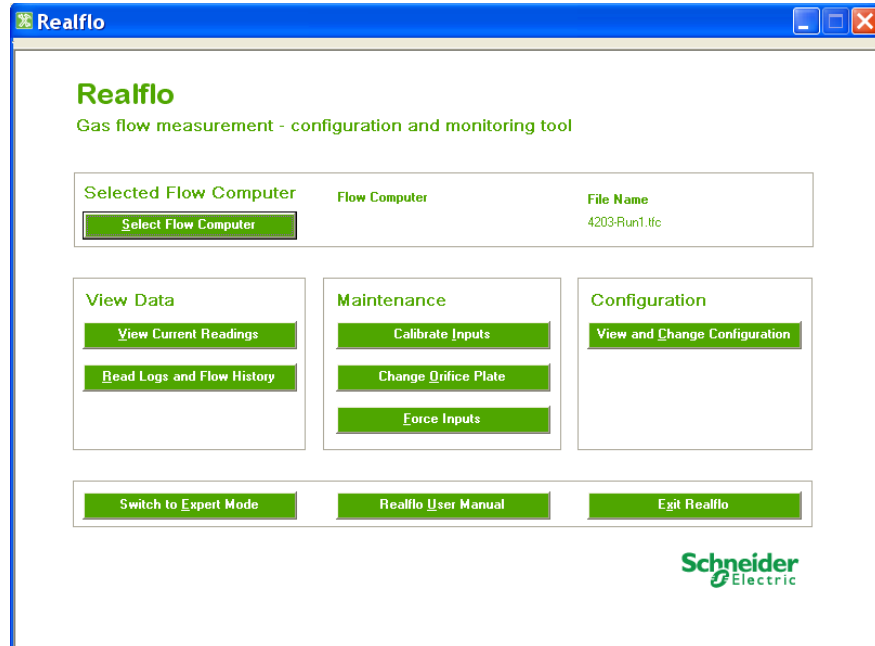 Realflo
Realflo
Gas flow measurement - configuration and monitoring tool
Selected Flow Computer
Flow Computer
File Name
Select Flow Computer
4203-Run1.tfc
View Data
Maintenance
Configuration
View Current Readings
Calibrate Inputs
View and Change Configuration
Read Logs and Flow History
Change Orifice Plate
Force Inputs
Switch to Expert Mode
Realflo User Manual
Exit Realflo
Schneider
Electric